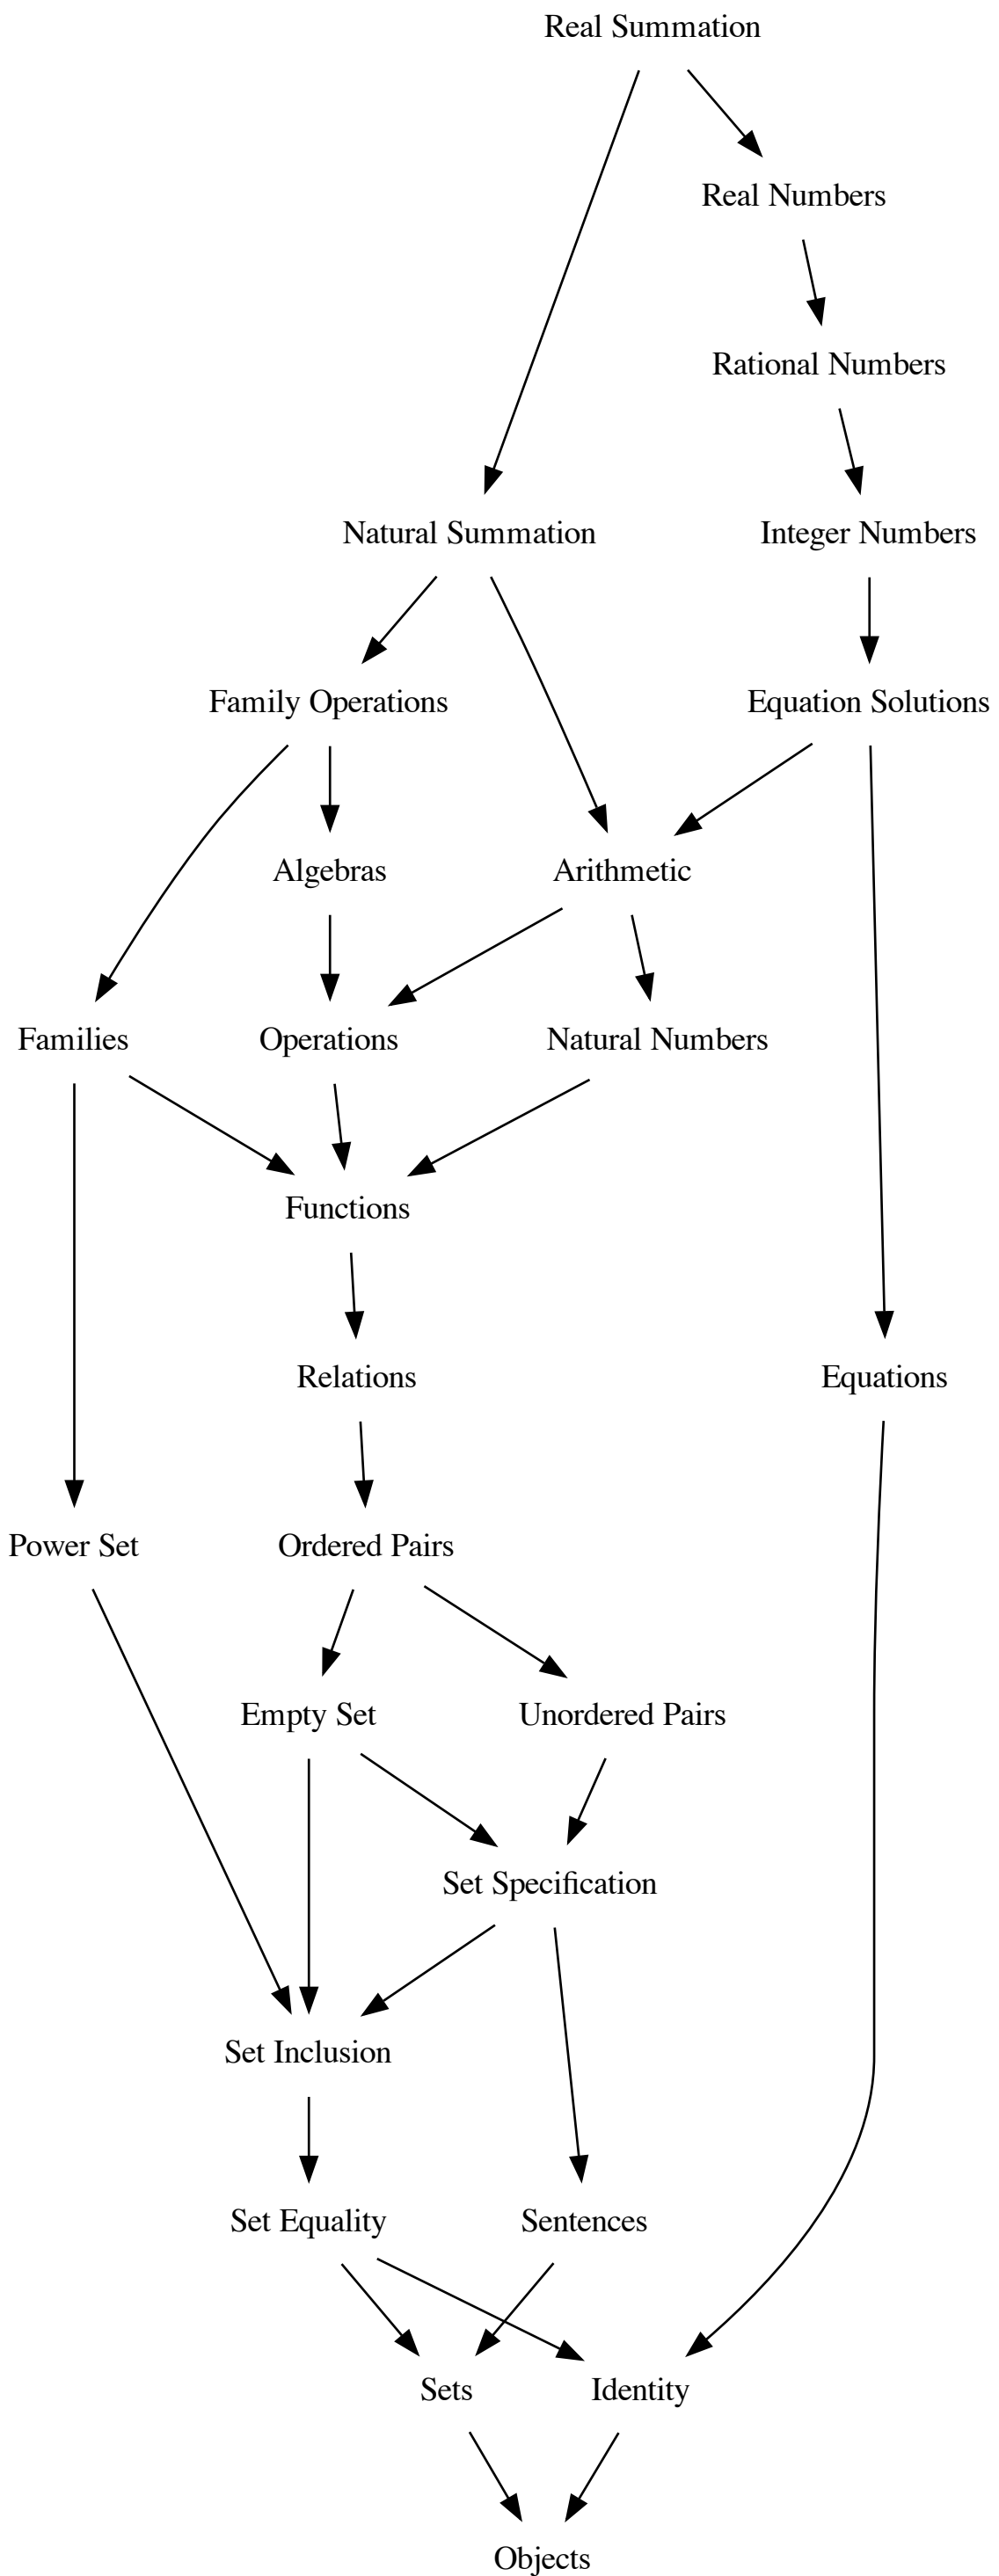 Real Summation
Real Numbers
Rational Numbers
Natural Summation
Integer Numbers
Family Operations
Equation Solutions
Algebras
Arithmetic
Families
Operations
Natural Numbers
Functions
Relations
Equations
Power Set
Ordered Pairs
Empty Set
Unordered Pairs
Set Specification
Set Inclusion
Set Equality
Sentences
Sets
Identity
Objects